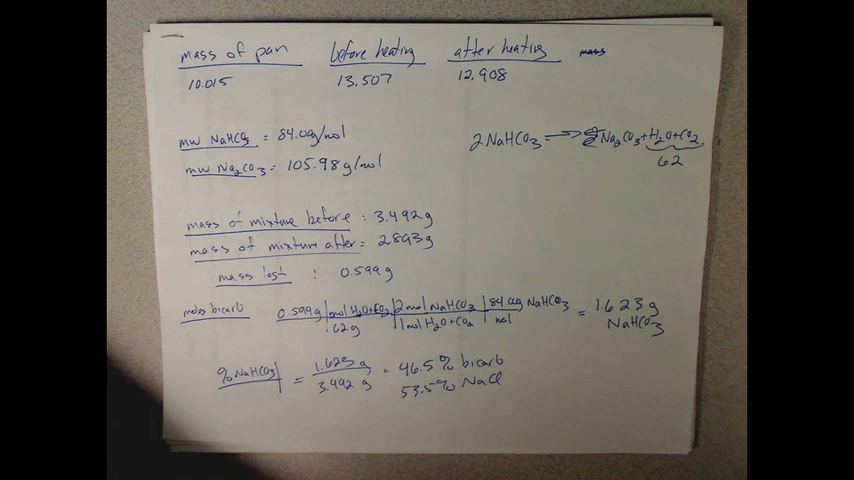 mass of pan before heating after heating mass
10.015 13.507 12.908
mw NaHCO3 = 84.0g/mol
2NaHCO3 → Na2CO3+H2O+CO2
mw Na2CO3 = 105.98g/mol
62
mass of mixture before : 3.492g
mass of mixture after = 2.893g
mass lost : 0.599g
moles bicarb 0.599g | mol H2O+CO2 | 2 mol NaHCO3 | 84.00g NaHCO3 = 1.623g
62g | 1 mol H2O+CO2 | mol NaHCO3
%NaHCO3 = 1.623g = 46.5% bicarb
3.492g 53.5% NaCl